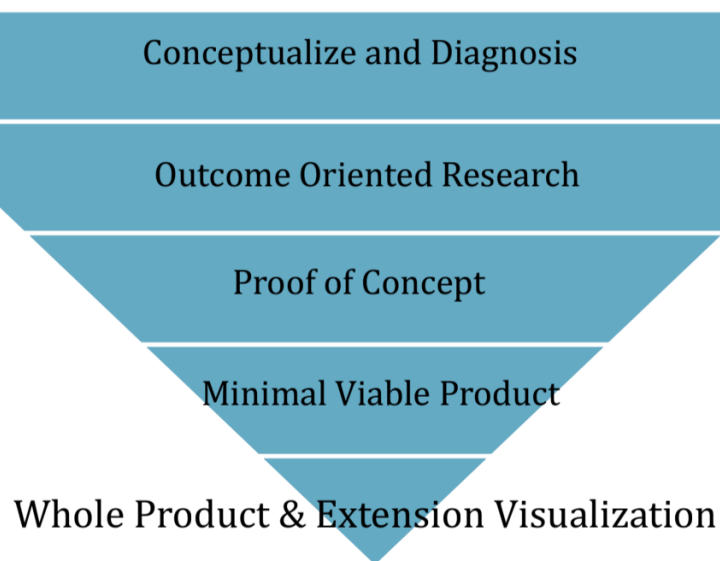 Conceptualize and Diagnosis
Outcome Oriented Research
Proof of Concept
Minimal Viable Product
Whole Product & Extension Visualization